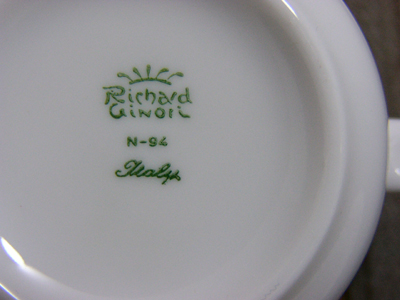 Richard
Ginori
N-94
Italy